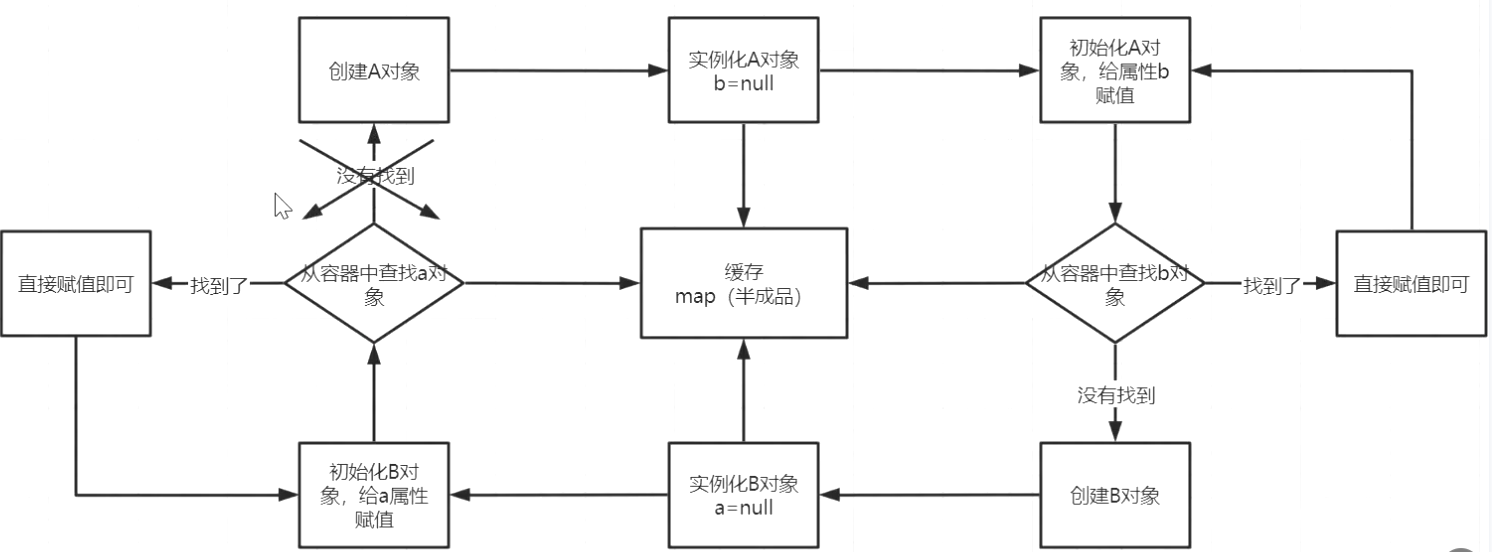 创建A对象
实例化A对象
b=null
初始化A对
象，给属性b
赋值
没有找到
直接赋值即可
找到了
从容器中查找a对
象
缓存
map（半成品）
从容器中查找b对
象
找到了
直接赋值即可
没有找到
初始化B对
象，给a属性
赋值
实例化B对象
a=null
创建B对象